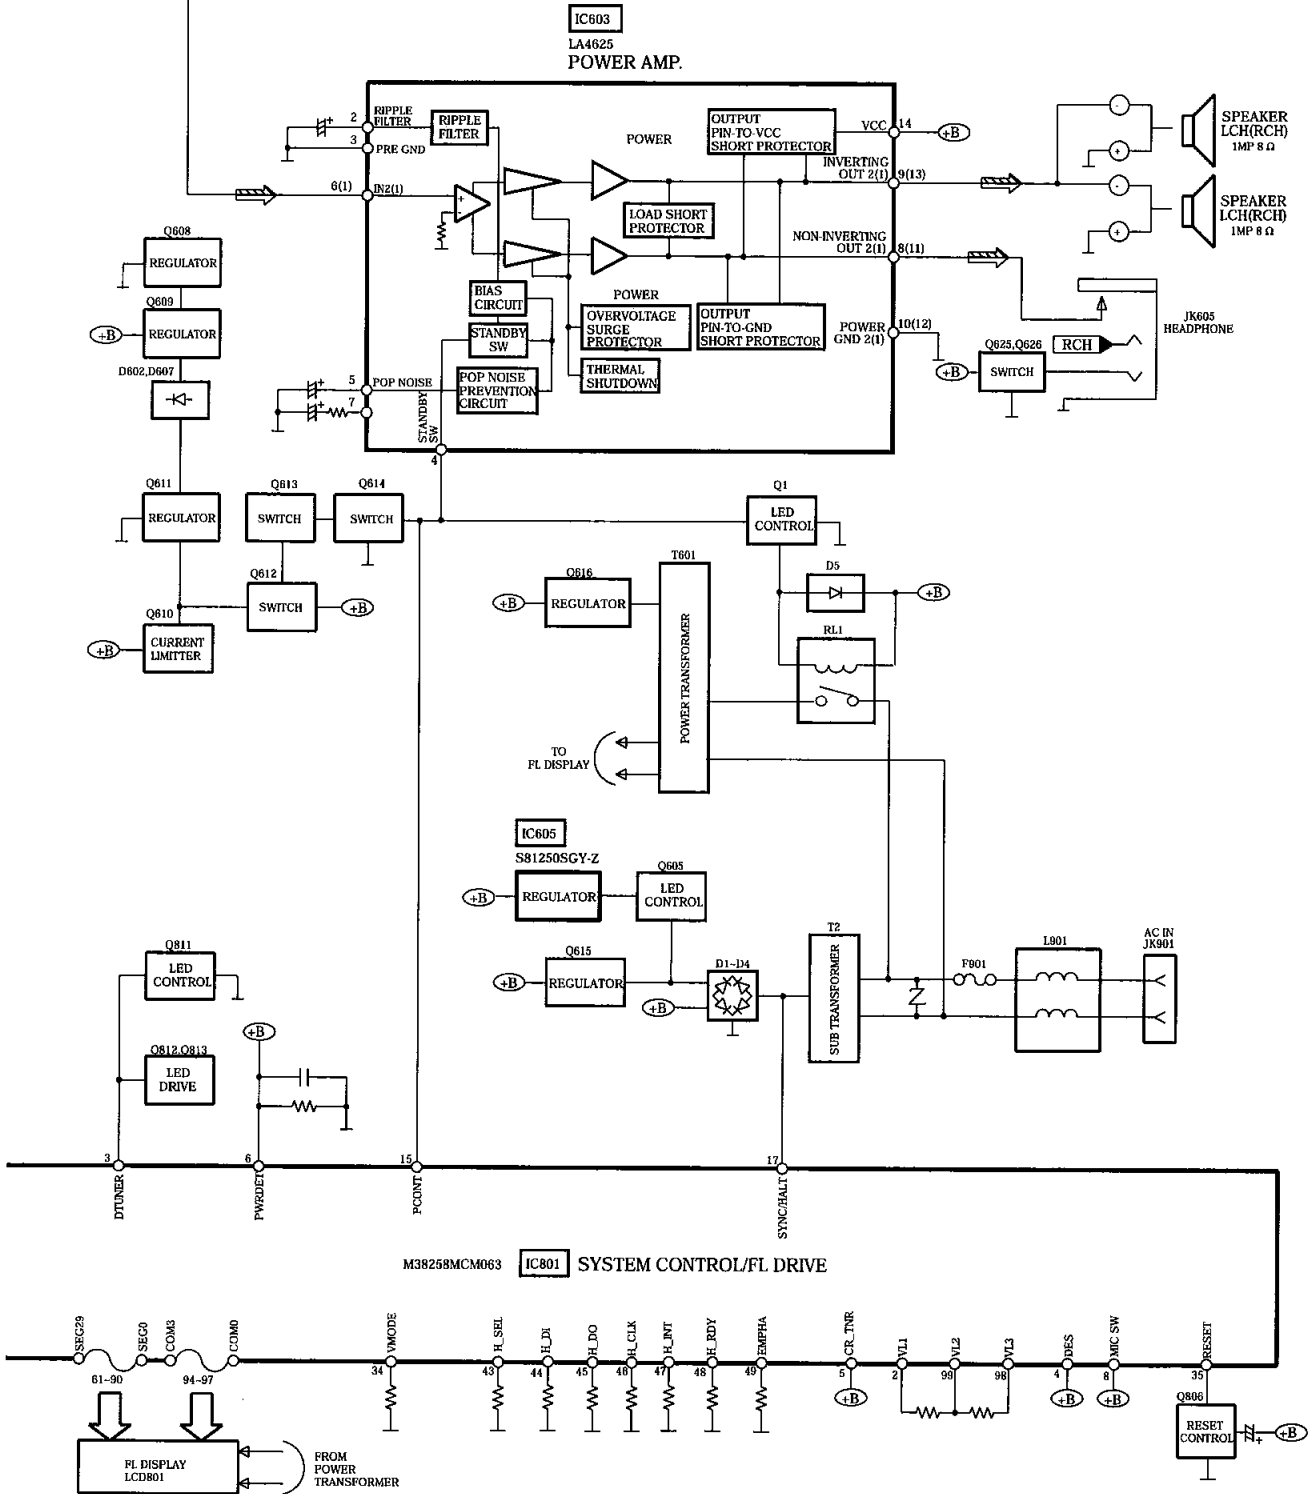 IC603
LA4625
POWER AMP.
2
RIPPLE
FILTER
RIPPLE
FILTER
3
PRE GND
POWER
OUTPUT
PIN-TO-VCC
SHORT PROTECTOR
VCC
14
+B
INVERTING
OUT 2(1)
9(13)
6(1)
IN2(1)
+
-
LOAD SHORT
PROTECTOR
NON-INVERTING
OUT 2(1)
8(11)
BIAS
CIRCUIT
STANDBY
SW
POWER
OVERVOLTAGE
SURGE
PROTECTOR
THERMAL
SHUTDOWN
OUTPUT
PIN-TO-GND
SHORT PROTECTOR
POWER
GND 2(1)
10(12)
5
POP NOISE
7
POP NOISE
PREVENTION
CIRCUIT
STANDBY
SW
4
-
+
SPEAKER
LCH(RCH)
1MP 8 Ω
-
+
SPEAKER
LCH(RCH)
1MP 8 Ω
JK605
HEADPHONE
RCH
Q625,Q626
+B
SWITCH
Q608
REGULATOR
Q609
+B
REGULATOR
D602,D607
Q611
REGULATOR
Q613
SWITCH
Q614
SWITCH
Q612
SWITCH
+B
Q610
+B
CURRENT
LIMITTER
Q1
LED
CONTROL
D5
+B
RL1
T601
POWER TRANSFORMER
Q616
+B
REGULATOR
TO
FL DISPLAY
IC605
S81250SGY-Z
+B
REGULATOR
Q605
LED
CONTROL
Q615
+B
REGULATOR
D1~D4
+B
T2
SUB TRANSFORMER
F901
L901
AC IN
JK901
Q811
LED
CONTROL
Q812,Q813
LED
DRIVE
+B
3
DTUNER
6
PWRDET
15
PCONT
17
SYNC/HALT
M38258MCM063
IC801
SYSTEM CONTROL/FL DRIVE
SEG29
SEG0
COM3
COM0
VMODE
H_SEL
H_DI
H_DO
H_CLK
H_INT
H_RDY
EMPHA
CR_TNR
VL1
VL2
VL3
DES
MIC SW
RESET
61~90
94~97
34
43
44
45
46
47
48
49
5
2
99
98
4
8
35
+B
+B
+B
Q806
RESET
CONTROL
+B
FL DISPLAY
LCD801
FROM
POWER
TRANSFORMER